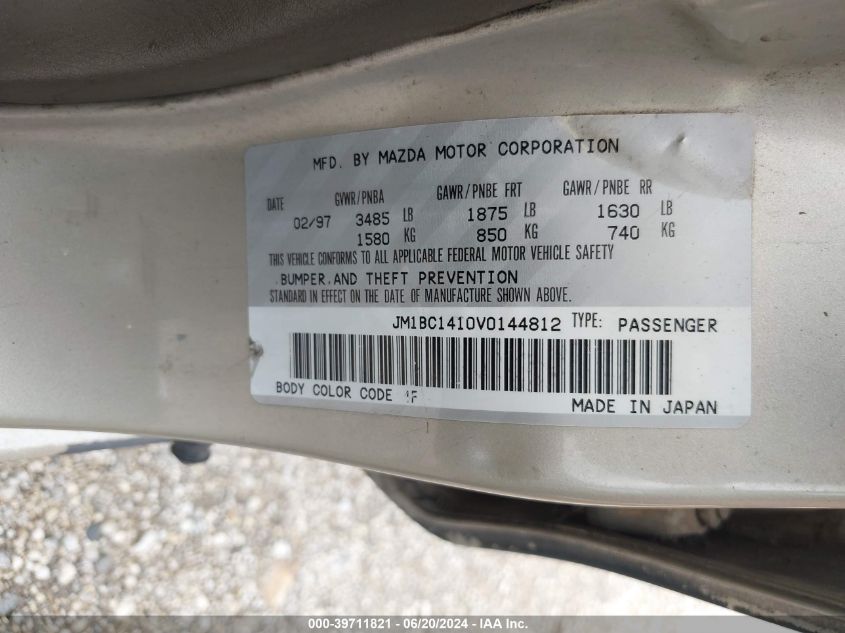 MFD. BY MAZDA MOTOR CORPORATION
DATE GVWR/PNBA GAWR/PNBE FRT GAWR/PNBE RR
02/97 3485 LB 1875 LB 1630 LB
1580 KG 850 KG 740 KG
THIS VEHICLE CONFORMS TO ALL APPLICABLE FEDERAL MOTOR VEHICLE SAFETY
BUMPER, AND THEFT PREVENTION
STANDARD IN EFFECT ON THE DATE OF MANUFACTURE SHOWN ABOVE.
JM1BC1410V0144812 TYPE: PASSENGER
BODY COLOR CODE
MADE IN JAPAN
000-39711821 - 06/20/2024 - IAA Inc.